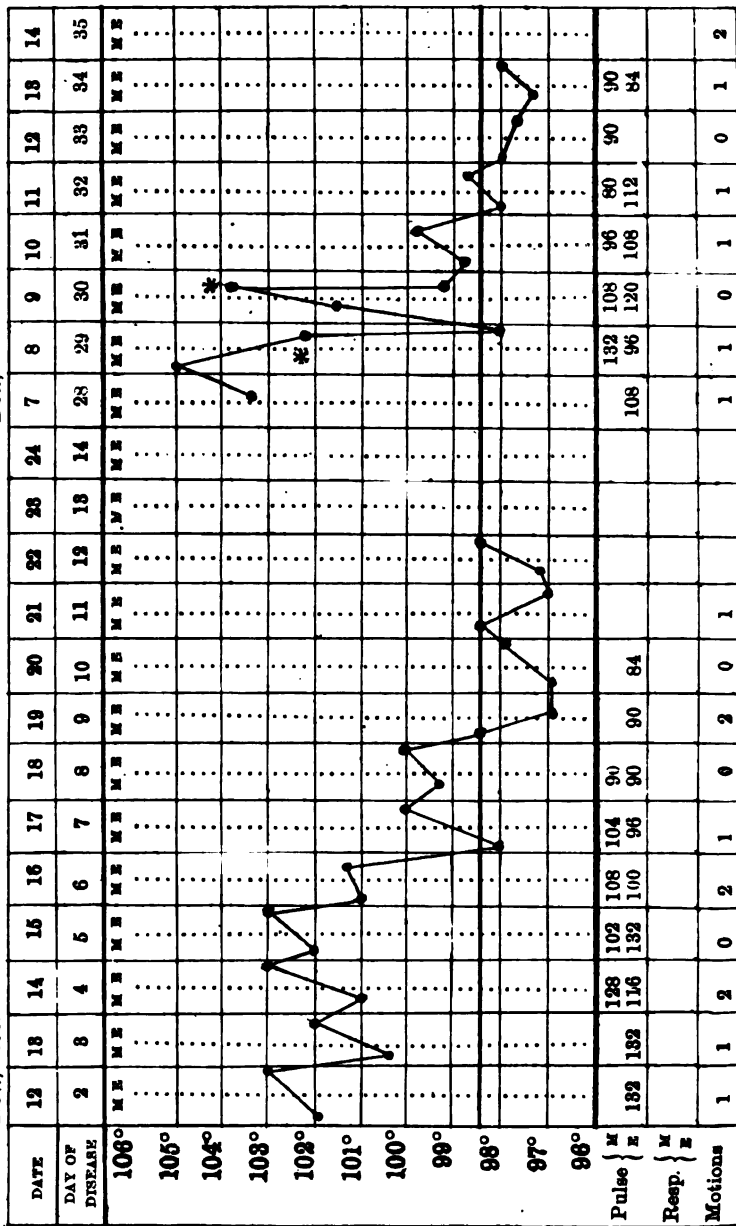 DATE 12 13 14 15 16 17 18 19 20 21 22 23 24 7 8 9 10 11 12 13 14
DAY OF DISEASE 2 3 4 5 6 7 8 9 10 11 12 13 14 28 29 30 31 32 33 34 35
106° M E M E M E M E M E M E M E M E M E M E M E M E M E M E M E M E M E M E M E M E M E
105°
104° *
103°
102° *
101°
100°
99°
98°
97°
96°
Pulse { M 128 102 108 104 90 132 108 96 80 90 90
E 132 132 116 132 100 96 90 90 84 108 96 120 108 112 84
Resp. { M
E
Motions 1 1 2 0 2 1 0 2 0 1 1 1 0 1 1 0 1 2